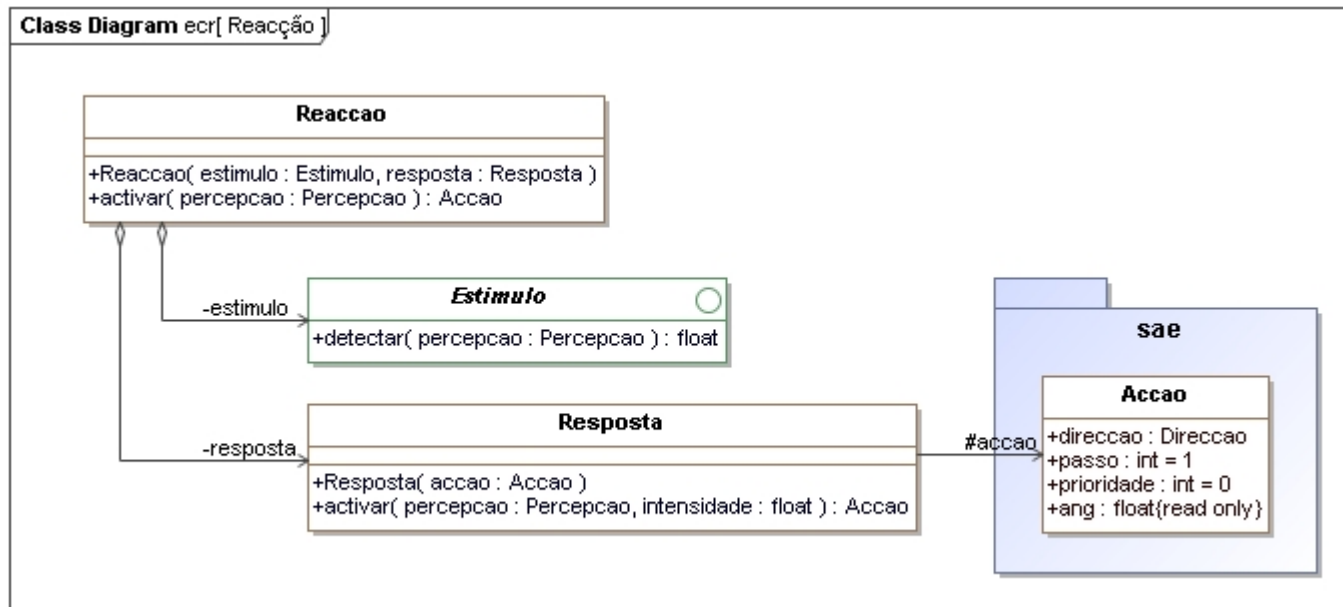 Class Diagram ecr[ Reacção ]
Reaccao
+Reaccao( estimulo : Estimulo, resposta : Resposta )
+activar( percepcao : Percepcao ) : Accao
-estimulo
Estimulo
+detectar( percepcao : Percepcao ) : float
-resposta
Resposta
+Resposta( accao : Accao )
+activar( percepcao : Percepcao, intensidade : float ) : Accao
#accao
sae
Accao
+direccao : Direccao
+passo : int = 1
+prioridade : int = 0
+ang : float{read only}